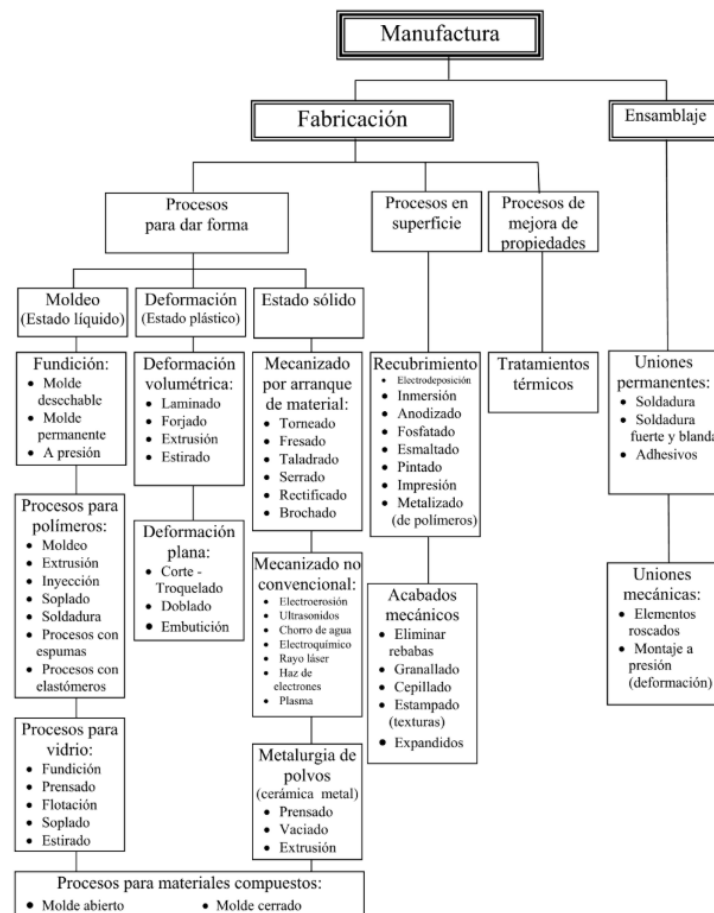 Manufactura
Fabricación
Ensamblaje
Procesos
para dar forma
Procesos en
superficie
Procesos de
mejora de
propiedades
Moldeo
(Estado líquido)
Deformación
(Estado plástico)
Estado sólido
Fundición:
• Molde
desechable
• Molde
permanente
• A presión
Deformación
volumétrica:
• Laminado
• Forjado
• Extrusión
• Estirado
Mecanizado
por arranque
de material:
• Torneado
• Fresado
• Taladrado
• Serrado
• Rectificado
• Brochado
Recubrimiento
• Electrodeposición
• Inmersión
• Anodizado
• Fosfatado
• Esmaltado
• Pintado
• Impresión
• Metalizado
(de polímeros)
Tratamientos
térmicos
Uniones
permanentes:
• Soldadura
• Soldadura
fuerte y blanda
• Adhesivos
Procesos para
polímeros:
• Moldeo
• Extrusión
• Inyección
• Soplado
• Soldadura
• Procesos con
espumas
• Procesos con
elastómeros
Deformación
plana:
• Corte -
Troquelado
• Doblado
• Embutición
Mecanizado no
convencional:
• Electroerosión
• Ultrasonidos
• Chorro de agua
• Electroquímico
• Rayo láser
• Haz de
electrones
• Plasma
Acabados
mecánicos
• Eliminar
rebabas
• Granallado
• Cepillado
• Estampado
(texturas)
• Expandidos
Uniones
mecánicas:
• Elementos
roscados
• Montaje a
presión
(deformación)
Procesos para
vidrio:
• Fundición
• Prensado
• Flotación
• Soplado
• Estirado
Metalurgia de
polvos
(cerámica metal)
• Prensado
• Vaciado
• Extrusión
Procesos para materiales compuestos:
• Molde abierto • Molde cerrado